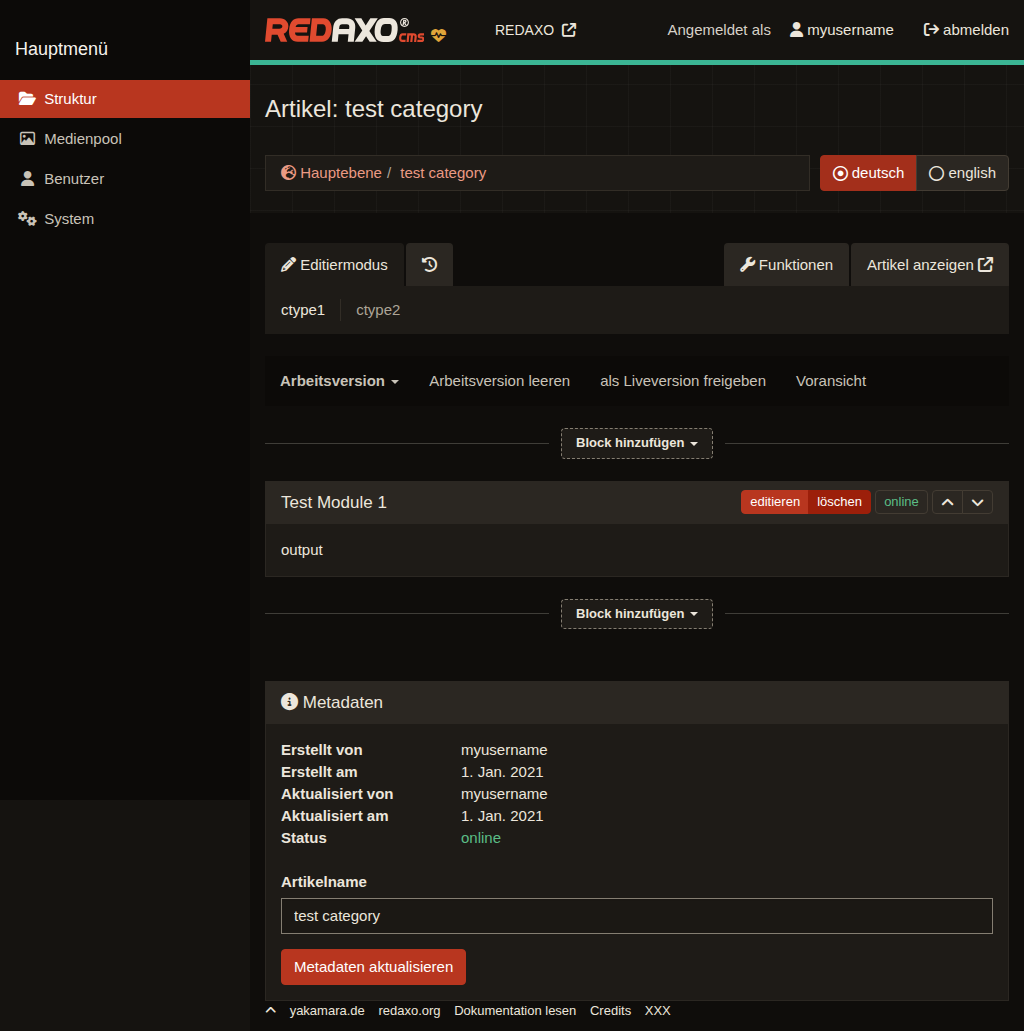 Hauptmenü
Struktur
Medienpool
Benutzer
System
REDAXO® cms
REDAXO
Angemeldet als myusername abmelden
Artikel: test category
Hauptebene / test category
deutsch english
Editiermodus Funktionen Artikel anzeigen
ctype1 ctype2
Arbeitsversion Arbeitsversion leeren als Liveversion freigeben Voransicht
Block hinzufügen
Test Module 1 editieren löschen online
output
Block hinzufügen
Metadaten
Erstellt von myusername
Erstellt am 1. Jan. 2021
Aktualisiert von myusername
Aktualisiert am 1. Jan. 2021
Status online
Artikelname
test category
Metadaten aktualisieren
yakamara.de redaxo.org Dokumentation lesen Credits XXX